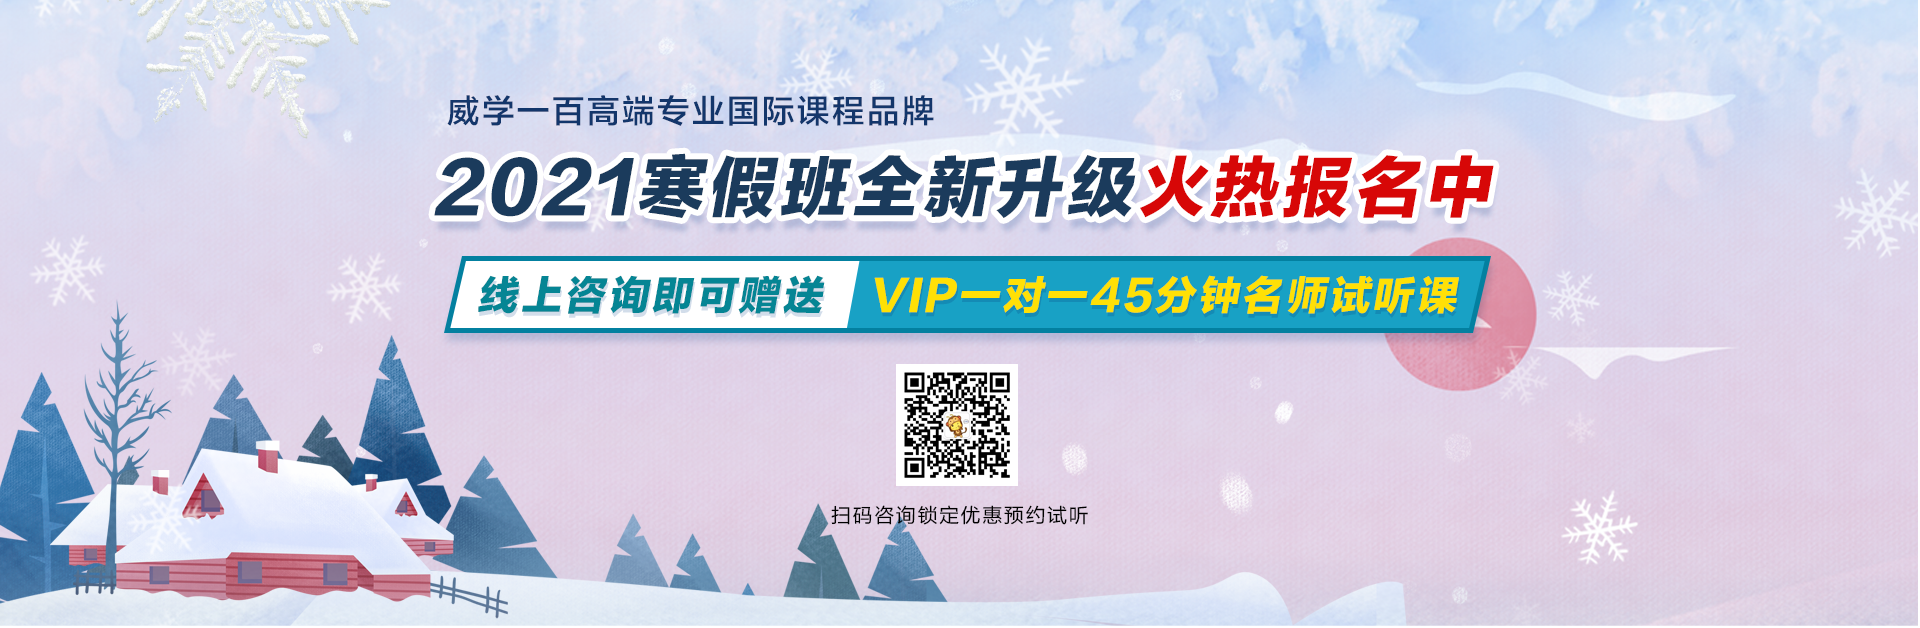 威学一百高端专业国际课程品牌
2021寒假班全新升级火热报名中
线上咨询即可赠送 VIP一对一45分钟名师试听课
扫码咨询锁定优惠预约试听